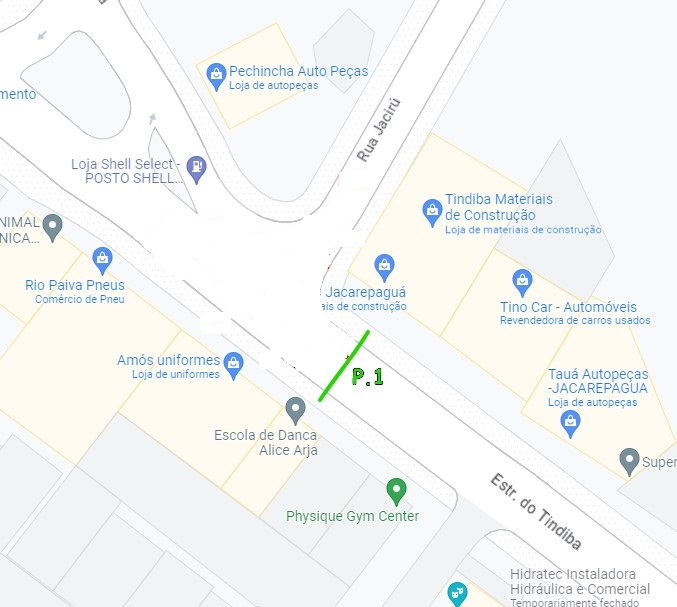 Pechincha Auto Peças
Loja de autopeças
mento
Rua Jacirú
Loja Shell Select -
POSTO SHELL...
Tindiba Materiais
de Construção
Loja de materiais de construção
NIMAL
NICA...
Rio Paiva Pneus
Comércio de Pneu
Jacarepaguá
ais de construção
Tino Car - Automóveis
Revendedora de carros usados
Amós uniformes
Loja de uniformes
P.1
Tauá Autopeças
-JACAREPAGUA
Loja de autopeças
Escola de Danca
Alice Arja
Super
Estr. do Tindiba
Physique Gym Center
Hidratec Instaladora
Hidráulica e Comercial
Temporariamente fechado